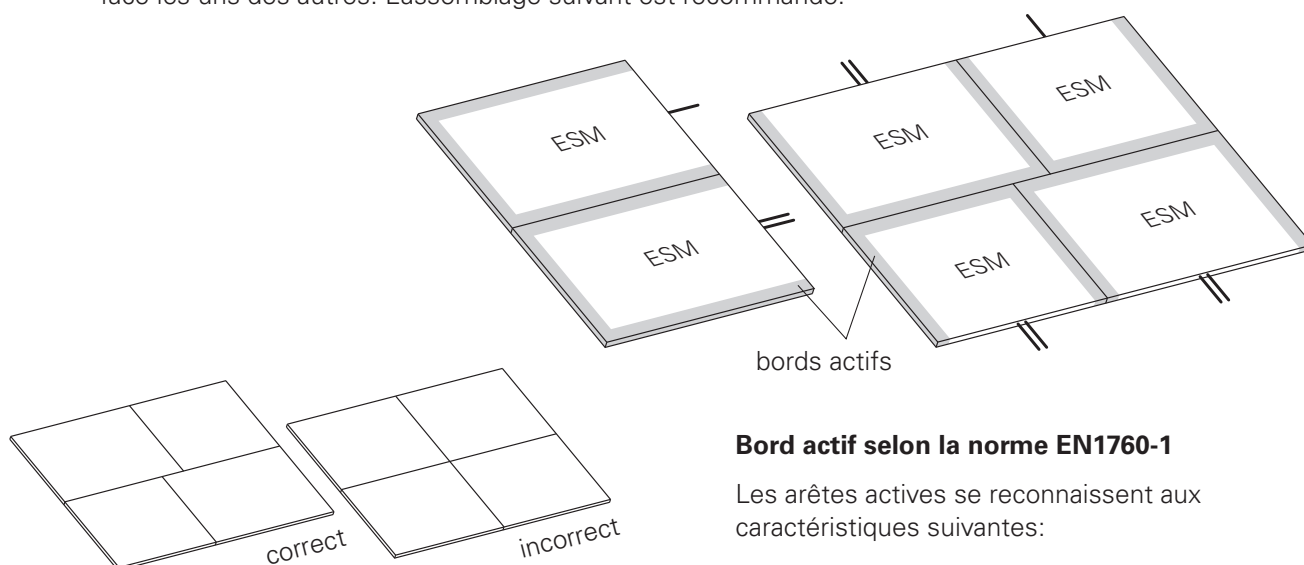 face les uns des autres. L'assemblage suivant est recommandé:
ESM
ESM
ESM
ESM
ESM
ESM
bords actifs
correct
incorrect
Bord actif selon la norme EN1760-1
Les arêtes actives se reconnaissent aux
caractéristiques suivantes: